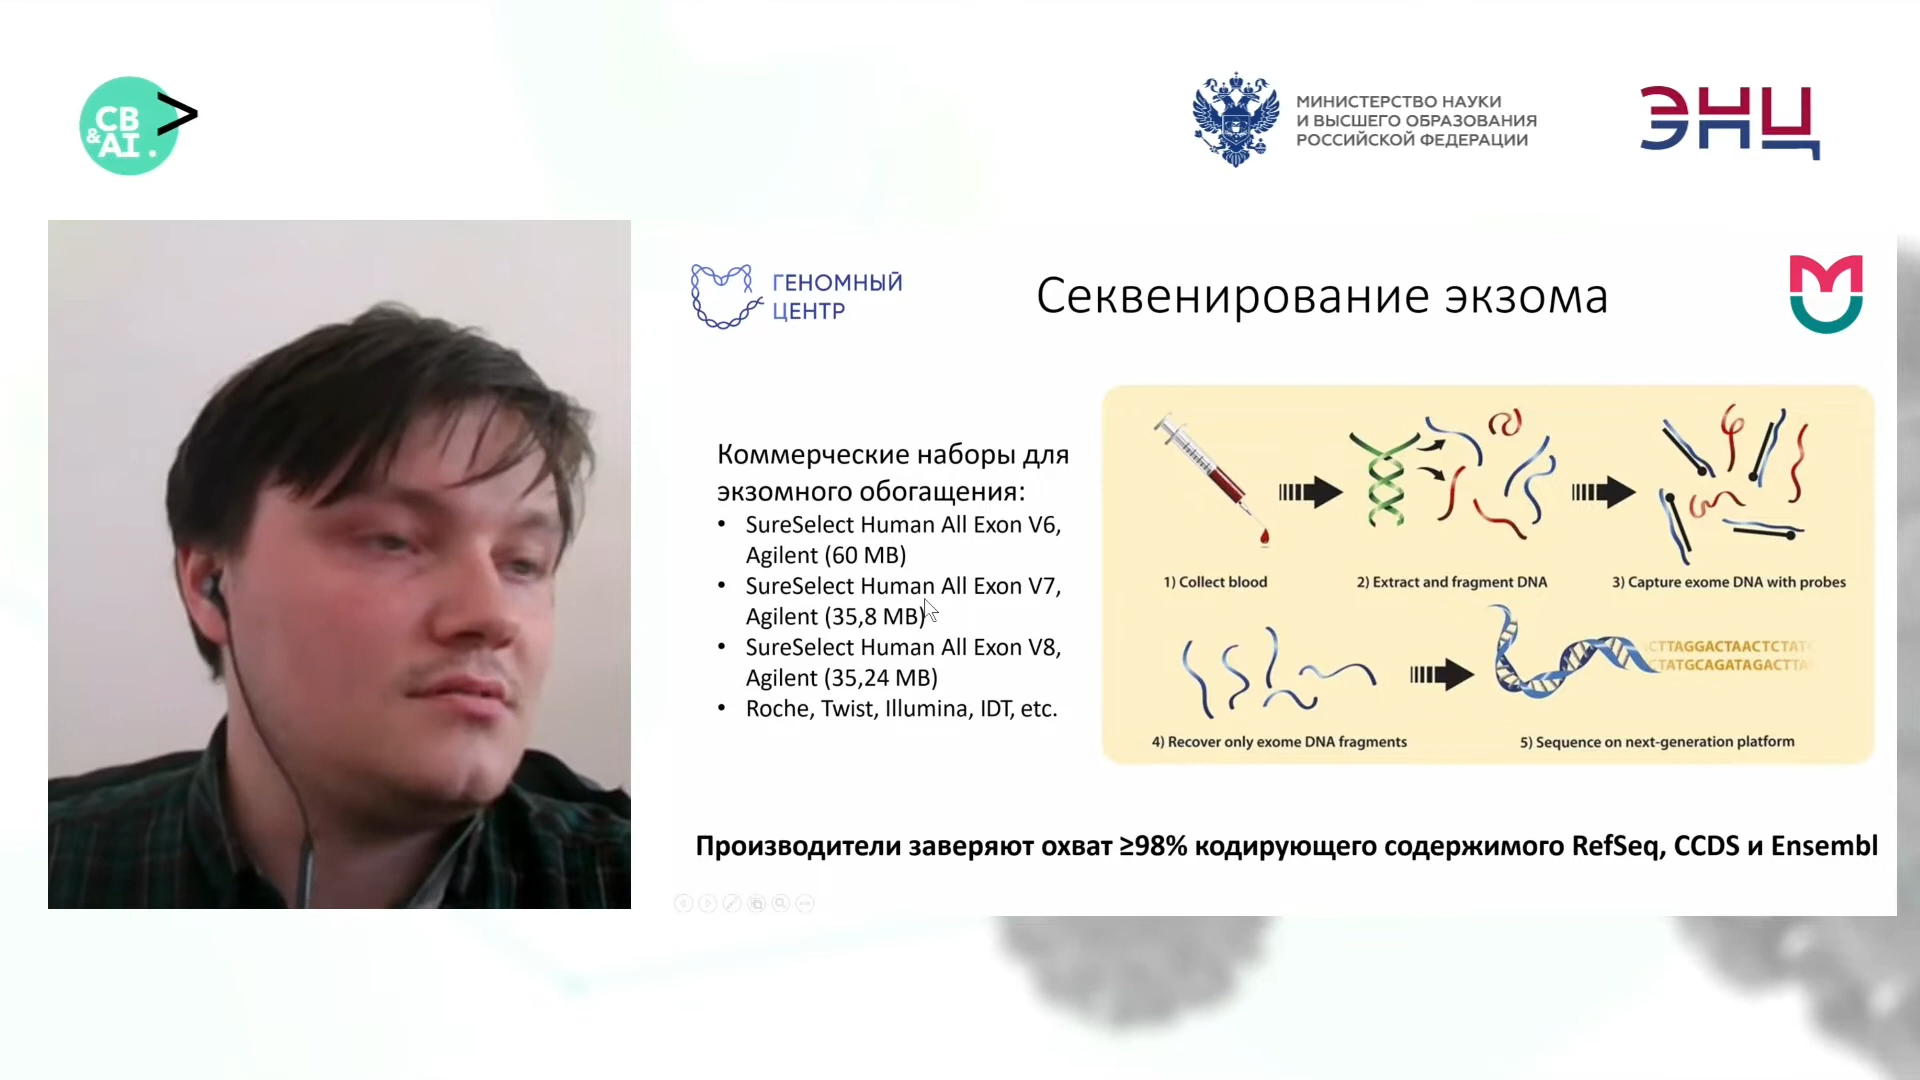 CB
&AI.
>
МИНИСТЕРСТВО НАУКИ
И ВЫСШЕГО ОБРАЗОВАНИЯ
РОССИЙСКОЙ ФЕДЕРАЦИИ
ЭНЦ
ГЕНОМНЫЙ
ЦЕНТР
Секвенирование экзома
Коммерческие наборы для
экзомного обогащения:
• SureSelect Human All Exon V6,
Agilent (60 MB)
• SureSelect Human All Exon V7,
Agilent (35,8 MB)
• SureSelect Human All Exon V8,
Agilent (35,24 MB)
• Roche, Twist, Illumina, IDT, etc.
1) Collect blood
2) Extract and fragment DNA
3) Capture exome DNA with probes
CTTAGGACTAACTCTATC
CTATGCAGATAGACTTA
4) Recover only exome DNA fragments
5) Sequence on next-generation platform
Производители заверяют охват ≥98% кодирующего содержимого RefSeq, CCDS и Ensembl